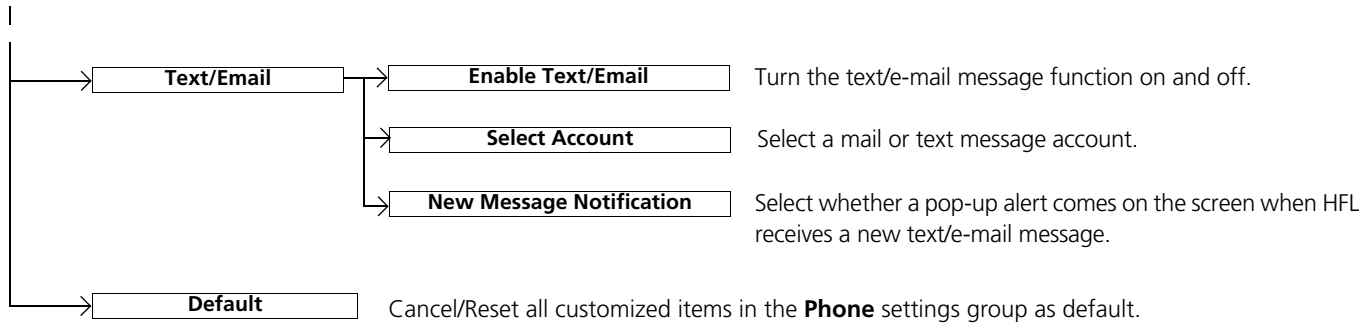 Text/Email
Enable Text/Email
Turn the text/e-mail message function on and off.
Select Account
Select a mail or text message account.
New Message Notification
Select whether a pop-up alert comes on the screen when HFL
receives a new text/e-mail message.
Default
Cancel/Reset all customized items in the Phone settings group as default.